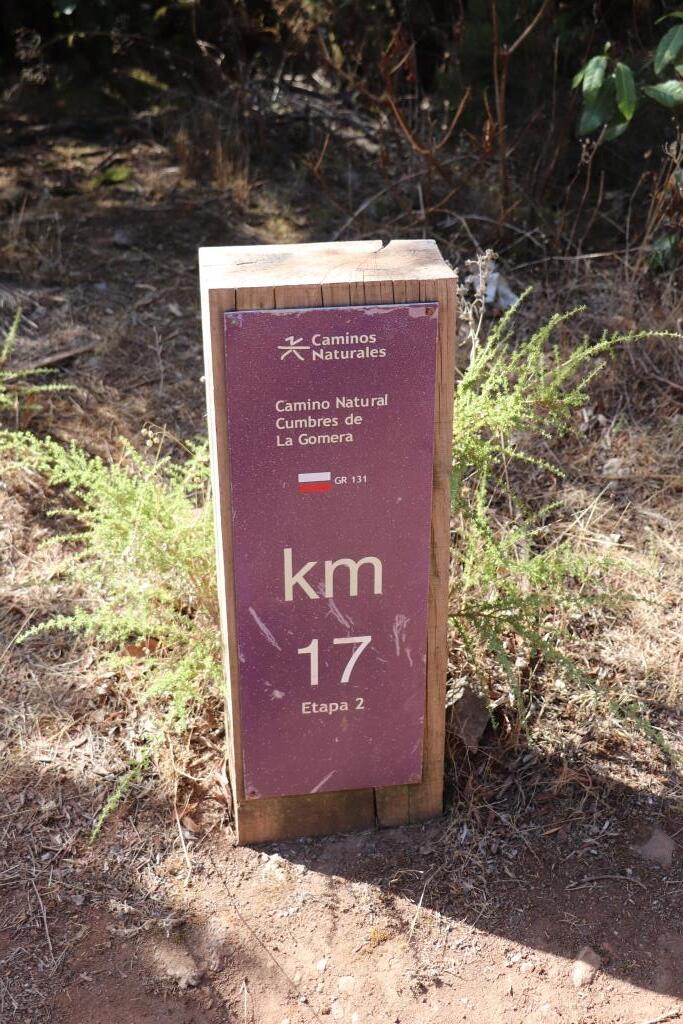 Caminos
Naturales
Camino Natural
Cumbres de
La Gomera
GR 131
km
17
Etapa 2